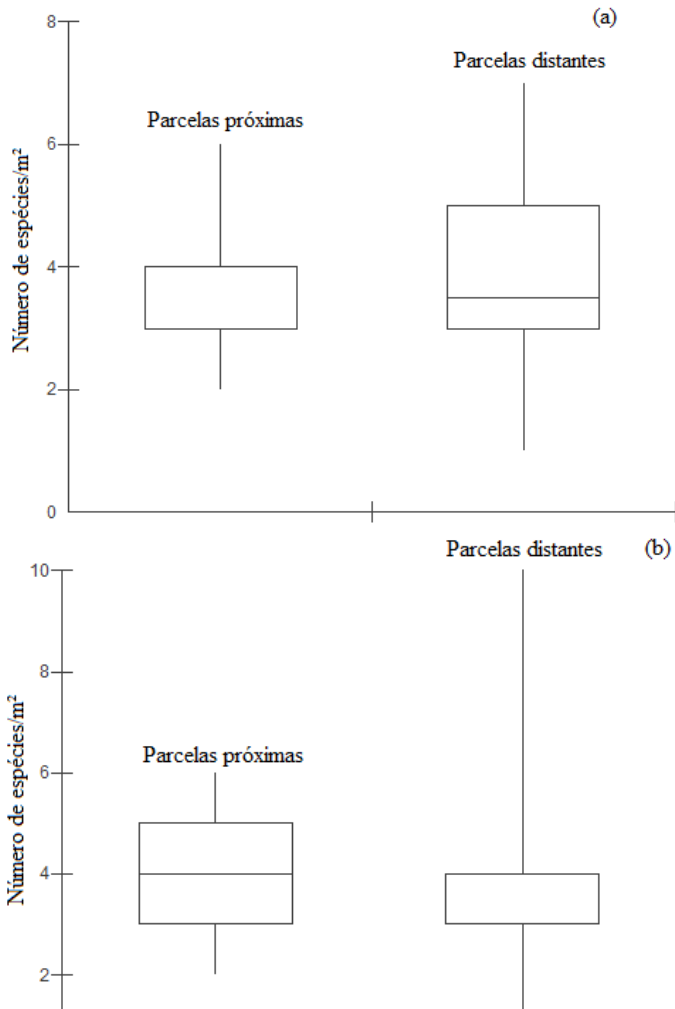 (a)
8
Parcelas distantes
Parcelas próximas
6
4
2
0
Número de espécies/m²
Parcelas distantes
(b)
10
8
Parcelas próximas
6
4
2
Número de espécies/m²